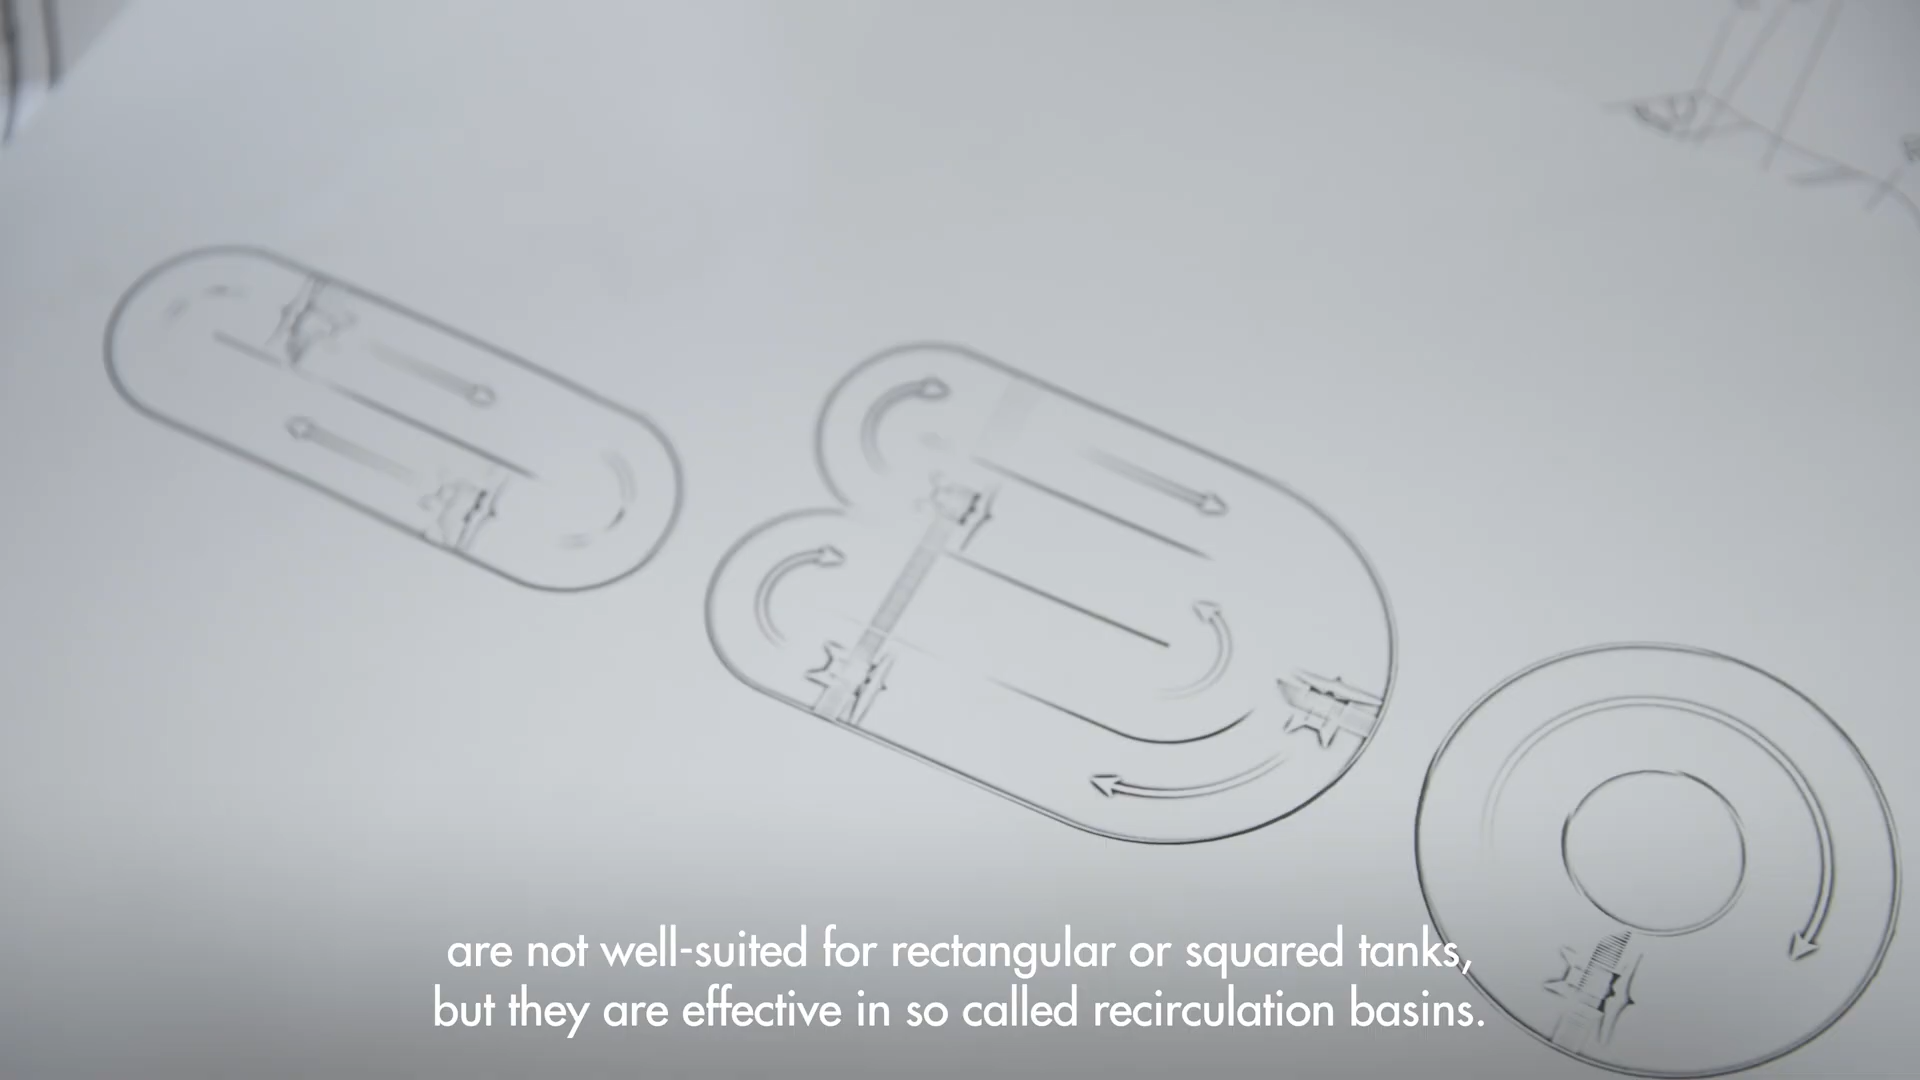 are not well-suited for rectangular or squared tanks,
but they are effective in so called recirculation basins.